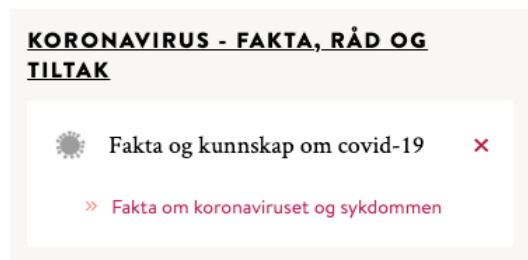 KORONAVIRUS - FAKTA, RÅD OG
TILTAK
Fakta og kunnskap om covid-19
» Fakta om koronaviruset og sykdommen